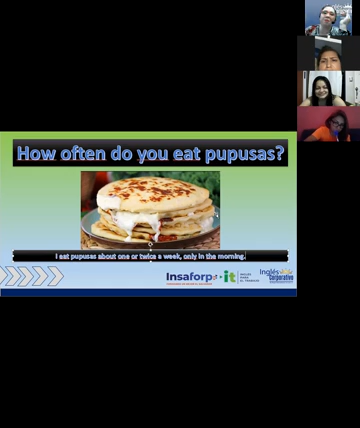 How often do you eat pupusas?
I eat pupusas about one or twice a week, only in the morning.
Insaforp
it
Inglés
Corporativo